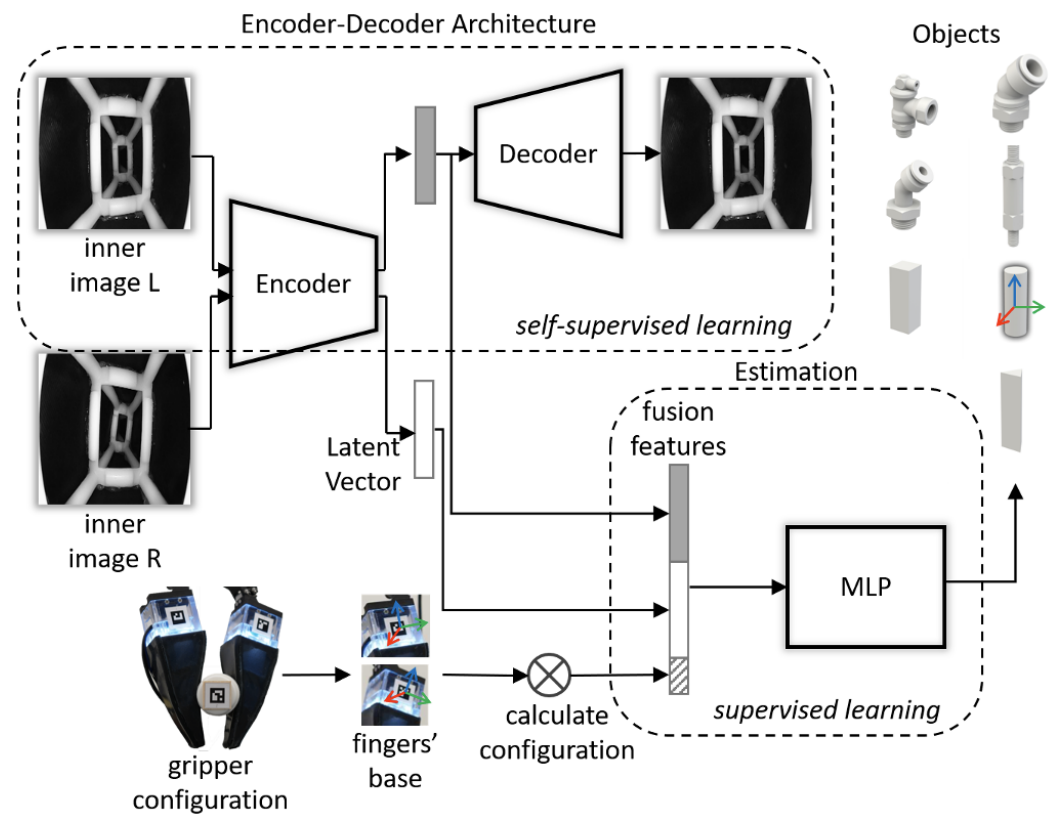 Encoder-Decoder Architecture
Objects
Decoder
inner
image L
Encoder
self-supervised learning
Estimation
fusion
features
Latent
Vector
inner
image R
MLP
calculate
configuration
supervised learning
fingers'
base
gripper
configuration